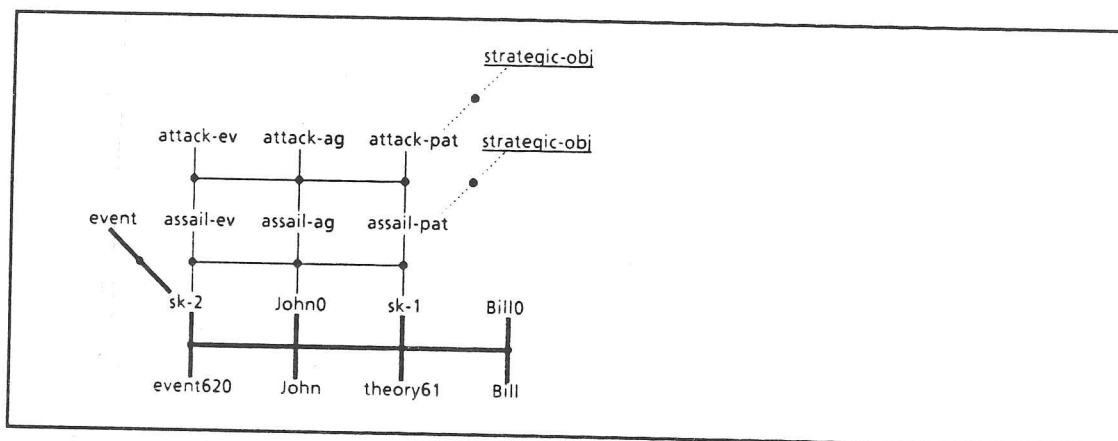 strategic-obj
attack-ev attack-ag attack-pat strategic-obj
event assail-ev assail-ag assail-pat
sk-2 John0 sk-1 Bill0
event620 John theory61 Bill